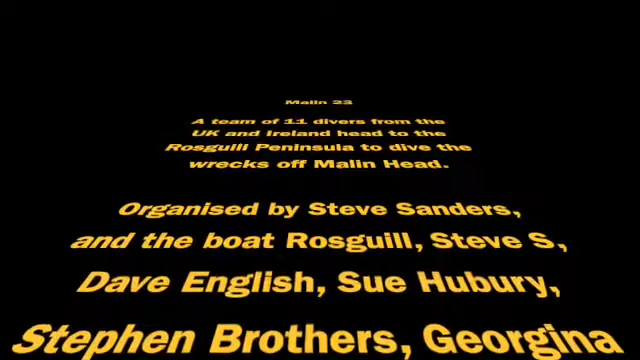 Malin 23
A team of 11 divers from the
UK and Ireland head to the
Rosguill Peninsula to dive the
wrecks off Malin Head.
Organised by Steve Sanders,
and the boat Rosguill, Steve S,
Dave English, Sue Hubury,
Stephen Brothers, Georgina